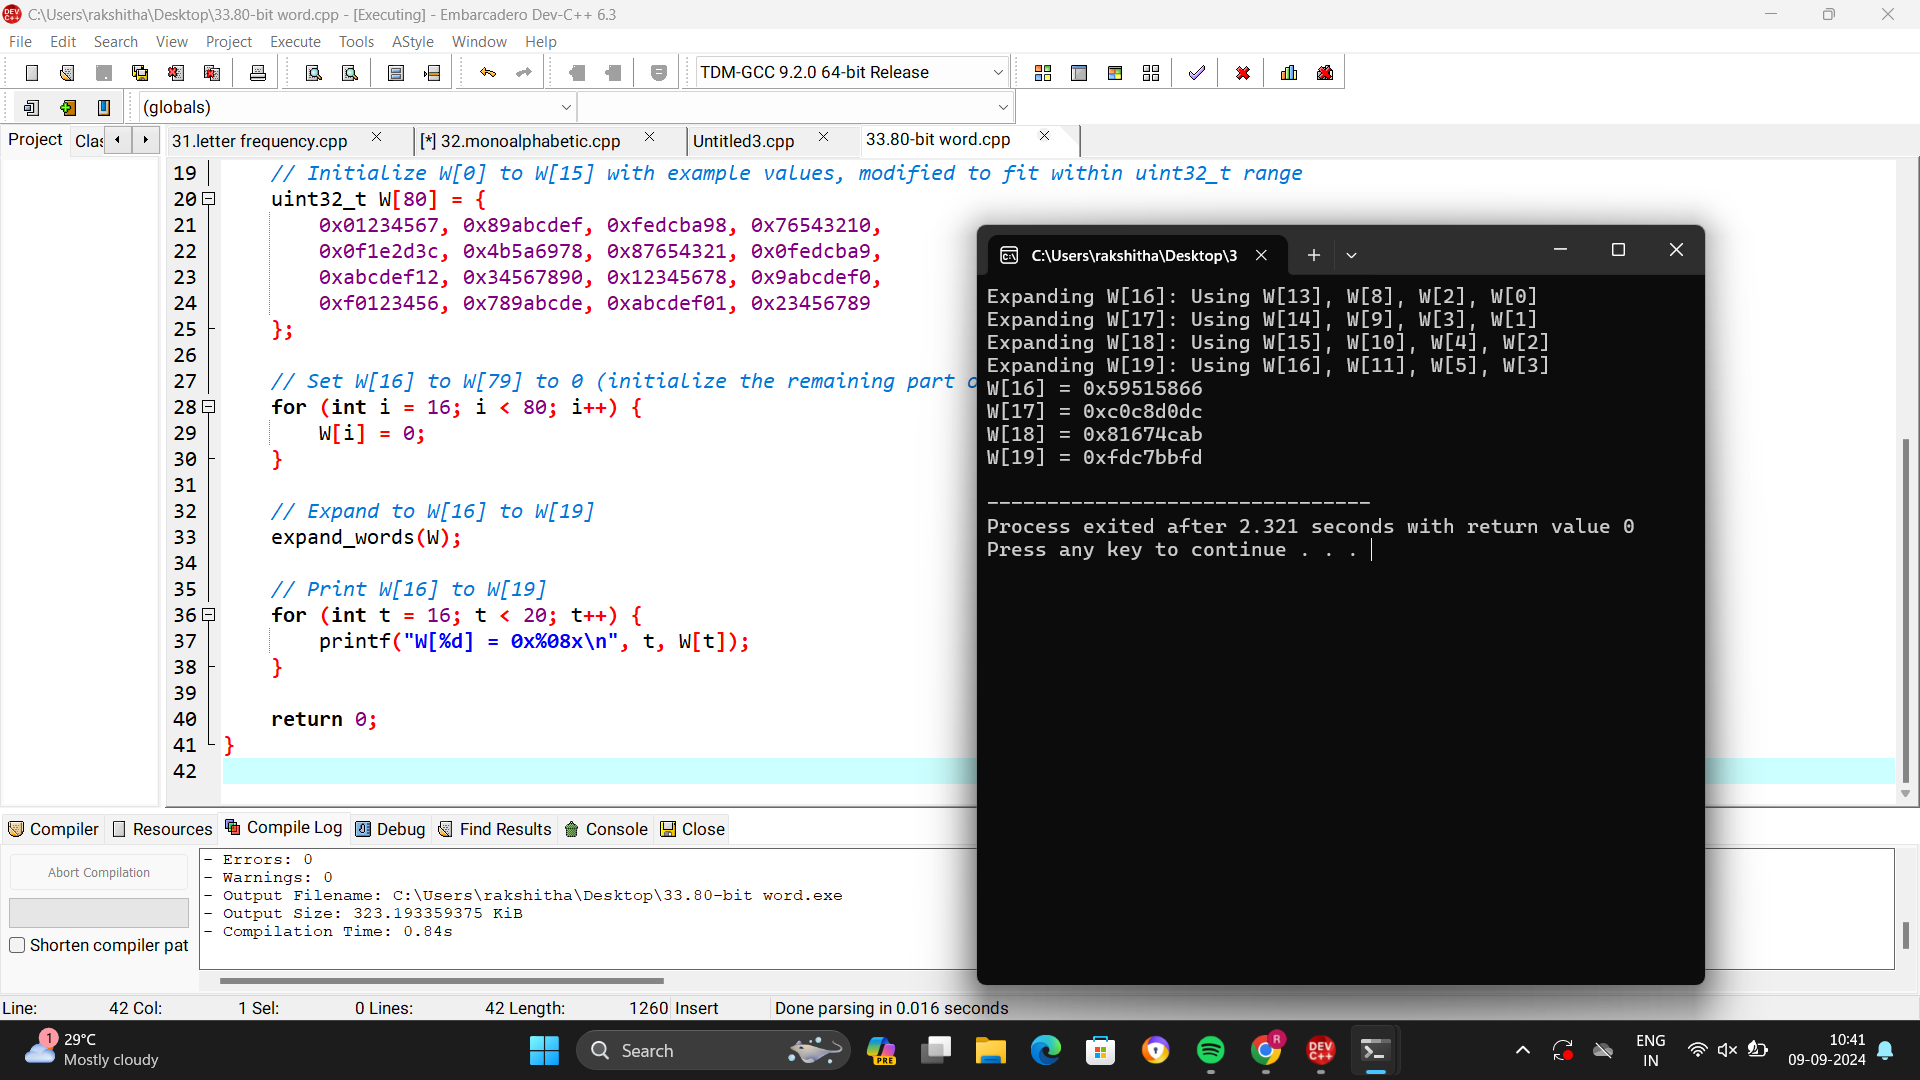 C:\Users\rakshitha\Desktop\33.80-bit word.cpp - [Executing] - Embarcadero Dev-C++ 6.3
File Edit Search View Project Execute Tools AStyle Window Help
TDM-GCC 9.2.0 64-bit Release
(globals)
Project Clas 31.letter frequency.cpp [*] 32.monoalphabetic.cpp Untitled3.cpp 33.80-bit word.cpp
19 // Initialize W[0] to W[15] with example values, modified to fit within uint32_t range
20 uint32_t W[80] = {
21 0x01234567, 0x89abcdef, 0xfedcba98, 0x76543210,
22 0x0f1e2d3c, 0x4b5a6978, 0x87654321, 0x0fedcba9,
23 0xabcdef12, 0x34567890, 0x12345678, 0x9abcdef0,
24 0xf0123456, 0x789abcde, 0xabcdef01, 0x23456789
25 };
26
27 // Set W[16] to W[79] to 0 (initialize the remaining part
28 for (int i = 16; i < 80; i++) {
29 W[i] = 0;
30 }
31
32 // Expand to W[16] to W[19]
33 expand_words(W);
34
35 // Print W[16] to W[19]
36 for (int t = 16; t < 20; t++) {
37 printf("W[%d] = 0x%08x\n", t, W[t]);
38 }
39
40 return 0;
41 }
42
C:\Users\rakshitha\Desktop\3
Expanding W[16]: Using W[13], W[8], W[2], W[0]
Expanding W[17]: Using W[14], W[9], W[3], W[1]
Expanding W[18]: Using W[15], W[10], W[4], W[2]
Expanding W[19]: Using W[16], W[11], W[5], W[3]
W[16] = 0x59515866
W[17] = 0xc0c8d0dc
W[18] = 0x81674cab
W[19] = 0xfdc7bbfd
--------------------------------
Process exited after 2.321 seconds with return value 0
Press any key to continue . . .
Compiler Resources Compile Log Debug Find Results Console Close
Abort Compilation
Shorten compiler pat
- Errors: 0
- Warnings: 0
- Output Filename: C:\Users\rakshitha\Desktop\33.80-bit word.exe
- Output Size: 323.193359375 KiB
- Compilation Time: 0.84s
Line: 42 Col: 1 Sel: 0 Lines: 42 Length: 1260 Insert Done parsing in 0.016 seconds
1
29°C
Mostly cloudy
Search
PRE
R
DEV C++
ENG
IN
10:41
09-09-2024